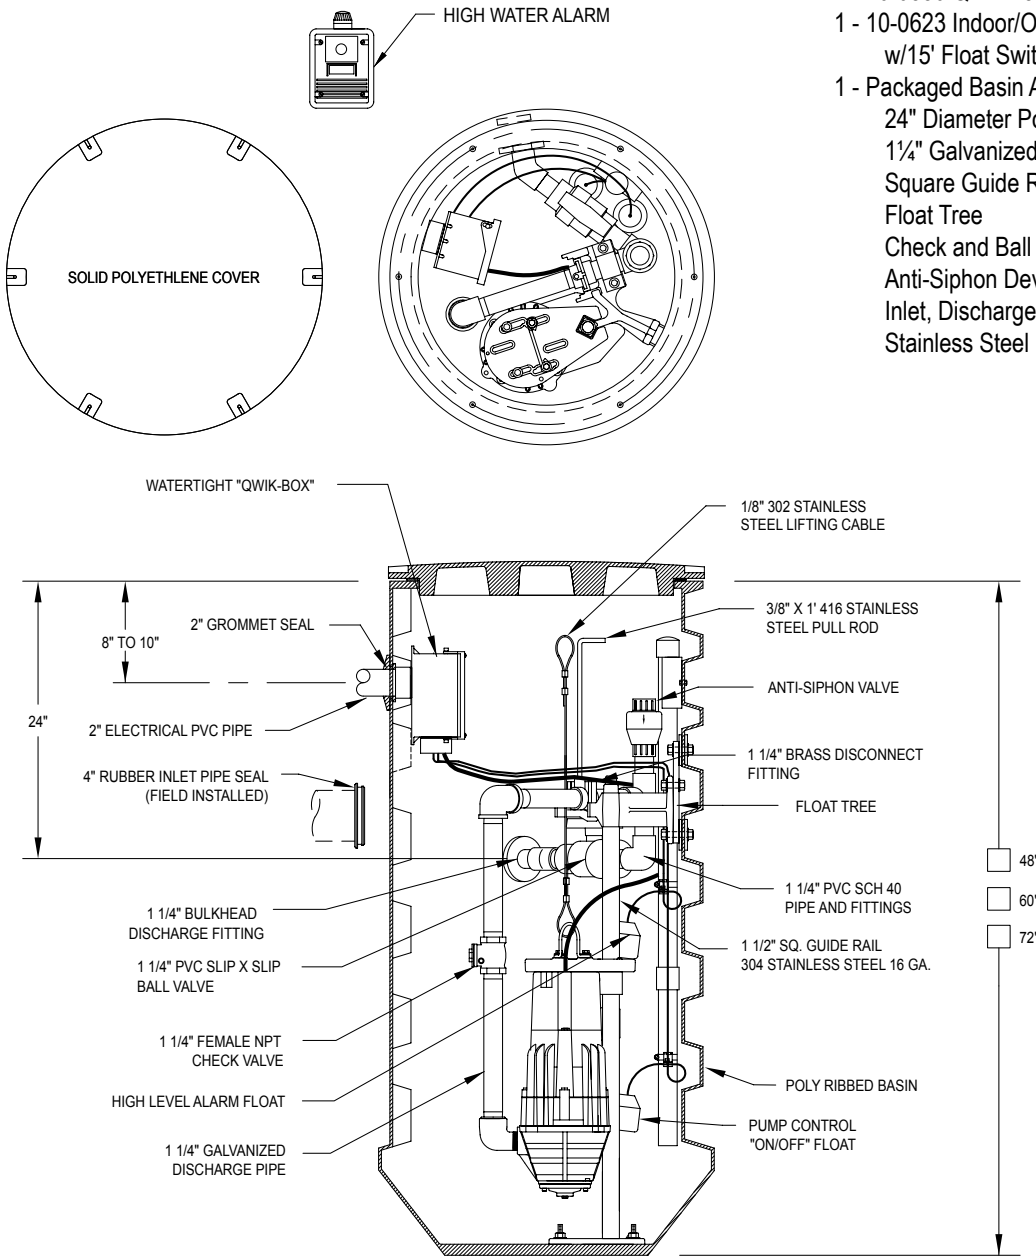 HIGH WATER ALARM
1 - 10-0623 Indoor/O
w/15' Float Swit
1 - Packaged Basin A
24" Diameter Po
1¼" Galvanized
Square Guide R
Float Tree
Check and Ball
Anti-Siphon Dev
Inlet, Discharge
Stainless Steel
SOLID POLYETHLENE COVER
WATERTIGHT "QWIK-BOX"
1/8" 302 STAINLESS
STEEL LIFTING CABLE
8" TO 10"
2" GROMMET SEAL
3/8" X 1' 416 STAINLESS
STEEL PULL ROD
24"
2" ELECTRICAL PVC PIPE
ANTI-SIPHON VALVE
4" RUBBER INLET PIPE SEAL
(FIELD INSTALLED)
1 1/4" BRASS DISCONNECT
FITTING
FLOAT TREE
48"
60"
72"
1 1/4" BULKHEAD
DISCHARGE FITTING
1 1/4" PVC SCH 40
PIPE AND FITTINGS
1 1/4" PVC SLIP X SLIP
BALL VALVE
1 1/2" SQ. GUIDE RAIL
304 STAINLESS STEEL 16 GA.
1 1/4" FEMALE NPT
CHECK VALVE
HIGH LEVEL ALARM FLOAT
POLY RIBBED BASIN
1 1/4" GALVANIZED
DISCHARGE PIPE
PUMP CONTROL
"ON/OFF" FLOAT